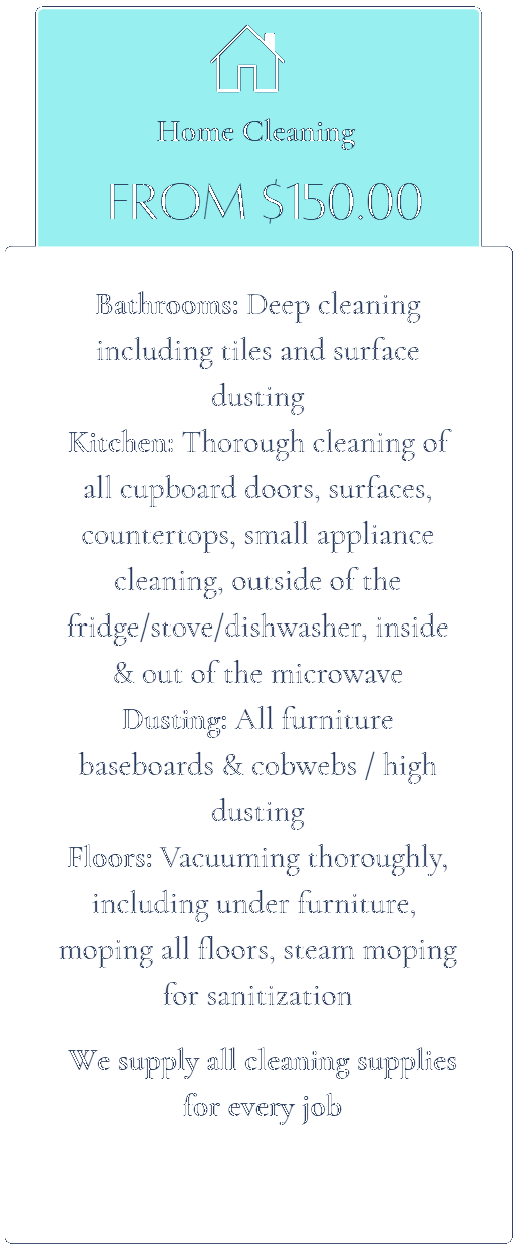 Home Cleaning
FROM $150.00
Bathrooms: Deep cleaning
including tiles and surface
dusting
Kitchen: Thorough cleaning of
all cupboard doors, surfaces,
countertops, small appliance
cleaning, outside of the
fridge/stove/dishwasher, inside
& out of the microwave
Dusting: All furniture
baseboards & cobwebs / high
dusting
Floors: Vacuuming thoroughly,
including under furniture,
moping all floors, steam moping
for sanitization
We supply all cleaning supplies
for every job